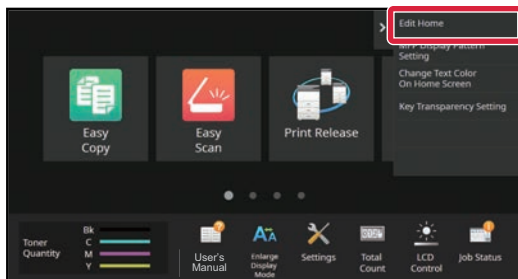 Edit Home
MFP Display Pattern
Setting
Change Text Color
On Home Screen
Key Transparency Setting
Easy
Copy
Easy
Scan
Print Release
Toner
Quantity
Bk
C
M
Y
User's
Manual
Enlarge
Display
Mode
Settings
Total
Count
LCD
Control
Job Status